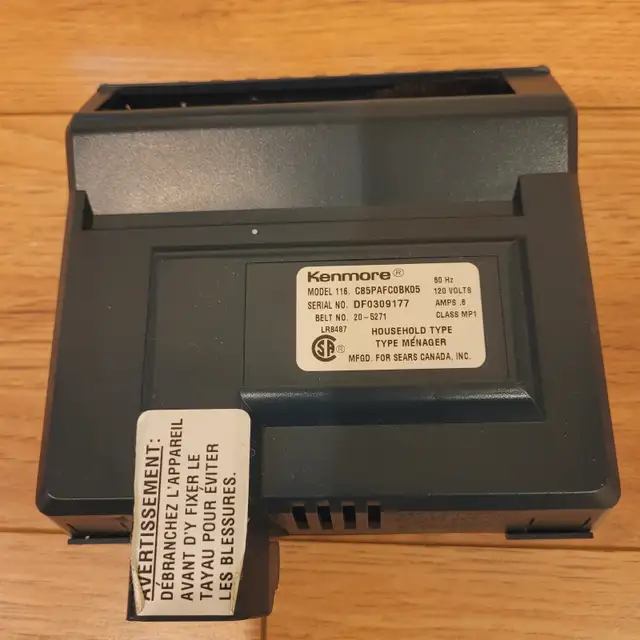 Kenmore®
MODEL 116. C85PAFC0BK05 60 Hz
120 VOLTS
SERIAL NO. DF0309177 AMPS .6
BELT NO. 20-5271 CLASS MP1
LR8487
HOUSEHOLD TYPE
TYPE MÉNAGER
SA®
MFGD. FOR SEARS CANADA, INC.
AVERTISSEMENT:
DÉBRANCHEZ L'APPAREIL
AVANT D'Y FIXER LE
TAYAU POUR ÉVITER
LES BLESSURES.